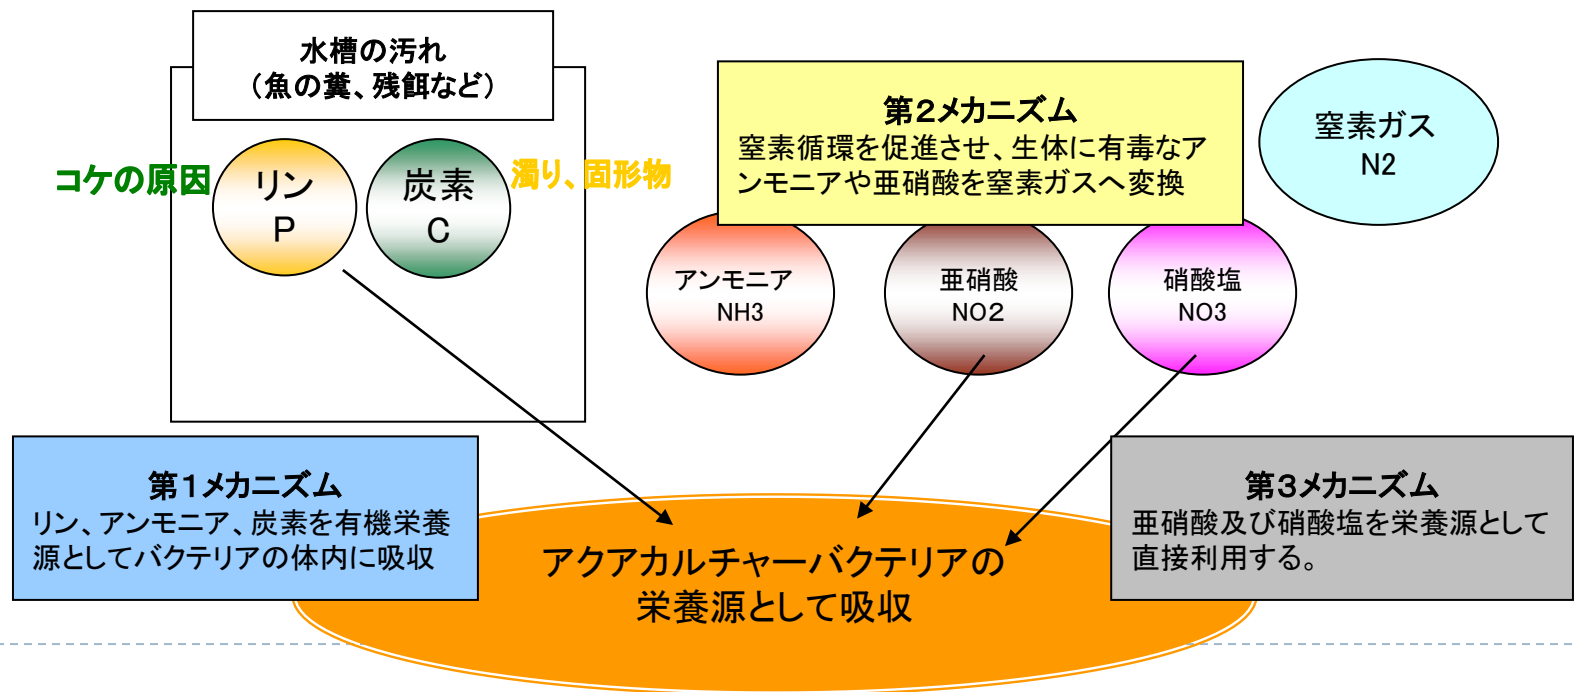 水槽の汚れ
（魚の糞、残餌など）
コケの原因
リン
P
炭素
C
濁り、固形物
第２メカニズム
窒素循環を促進させ、生体に有毒なア
ンモニアや亜硝酸を窒素ガスへ変換
窒素ガス
N2
アンモニア
NH3
亜硝酸
NO２
硝酸塩
NO3
第１メカニズム
リン、アンモニア、炭素を有機栄養
源としてバクテリアの体内に吸収
第３メカニズム
亜硝酸及び硝酸塩を栄養源として
直接利用する。
アクアカルチャーバクテリアの
栄養源として吸収